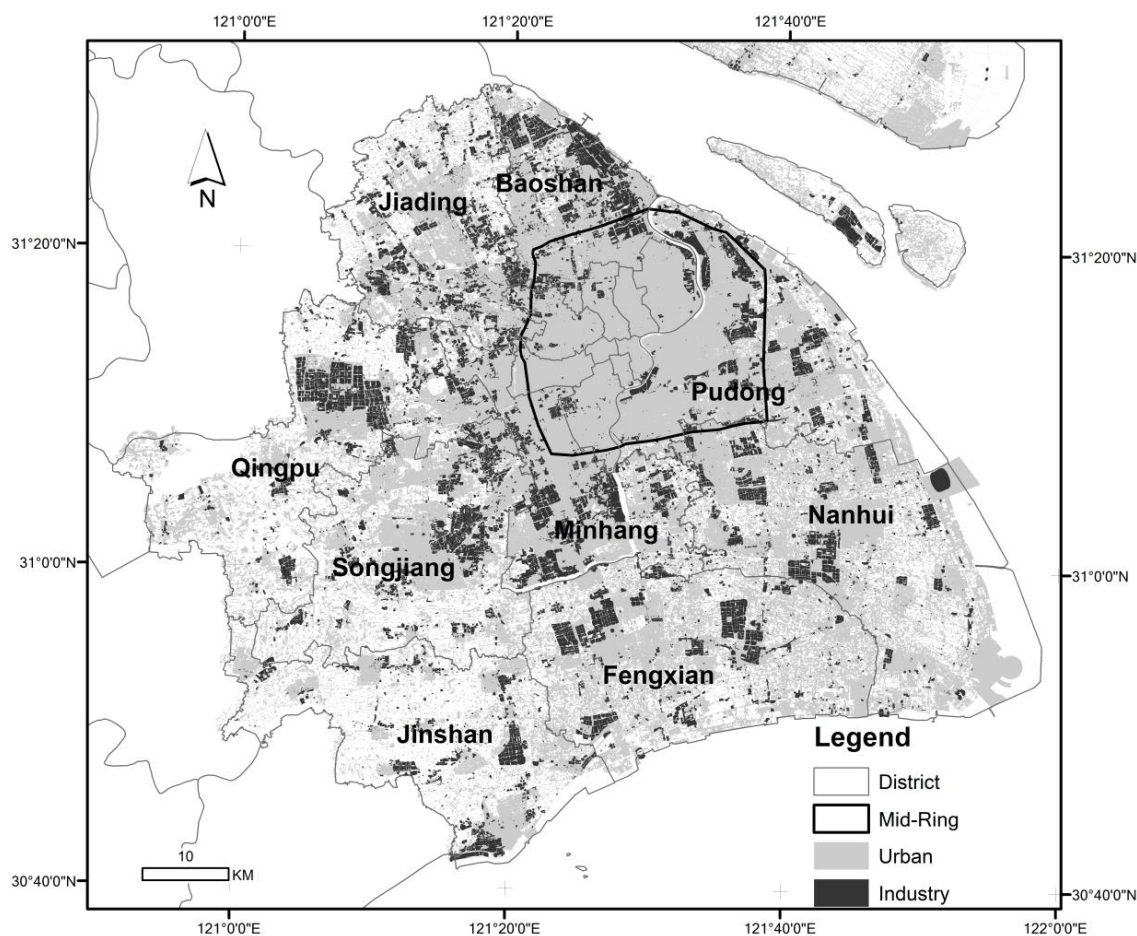 121°0'0"E
121°20'0"E
121°40'0"E
N
Baoshan
Jiading
31°20'0"N
31°20'0"N
Pudong
Qingpu
Nanhui
Minhang
Songjiang
31°0'0"N
31°0'0"N
Fengxian
Jinshan
Legend
District
Mid-Ring
Urban
Industry
10
KM
30°40'0"N
30°40'0"N
121°0'0"E
121°20'0"E
121°40'0"E
122°0'0"E